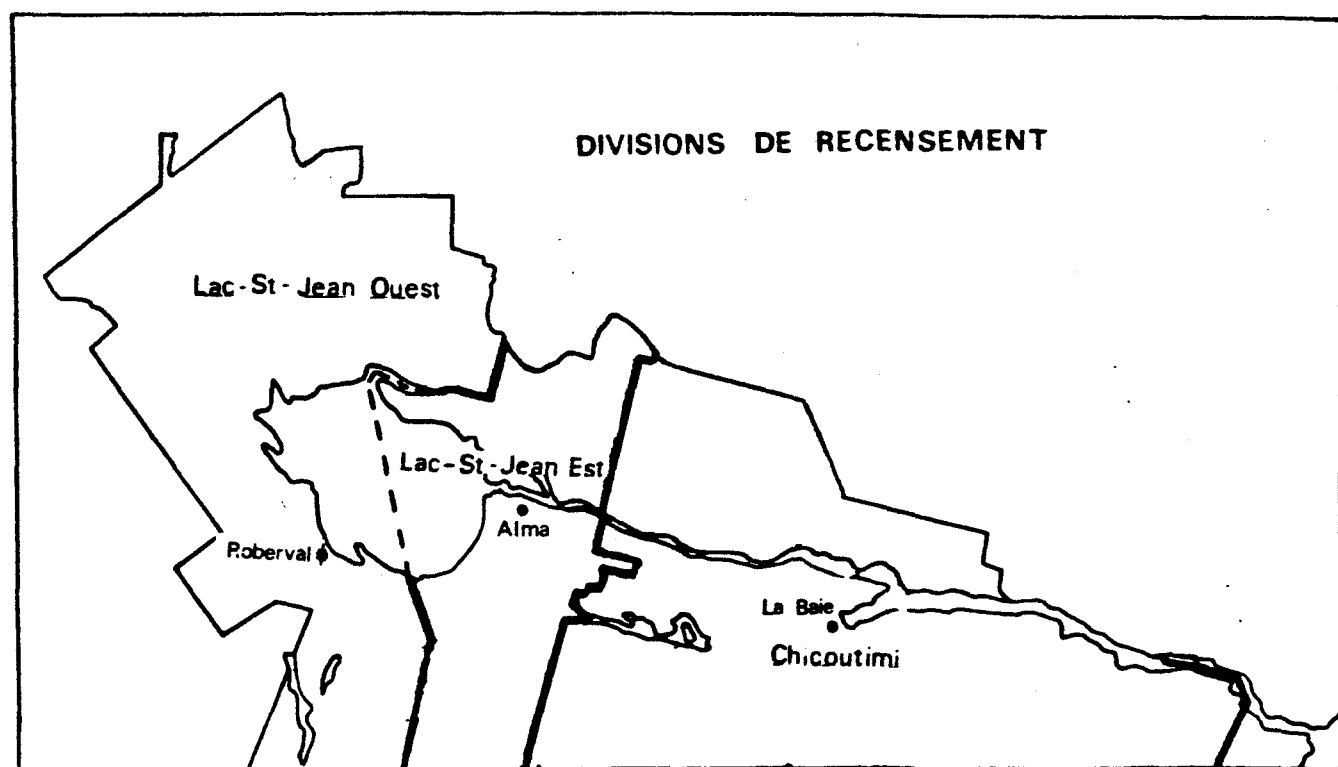 DIVISIONS DE RECENSEMENT
Lac-St-Jean Ouest
Lac-St-Jean Est
Alma
Roberval
La Baie
Chicoutimi